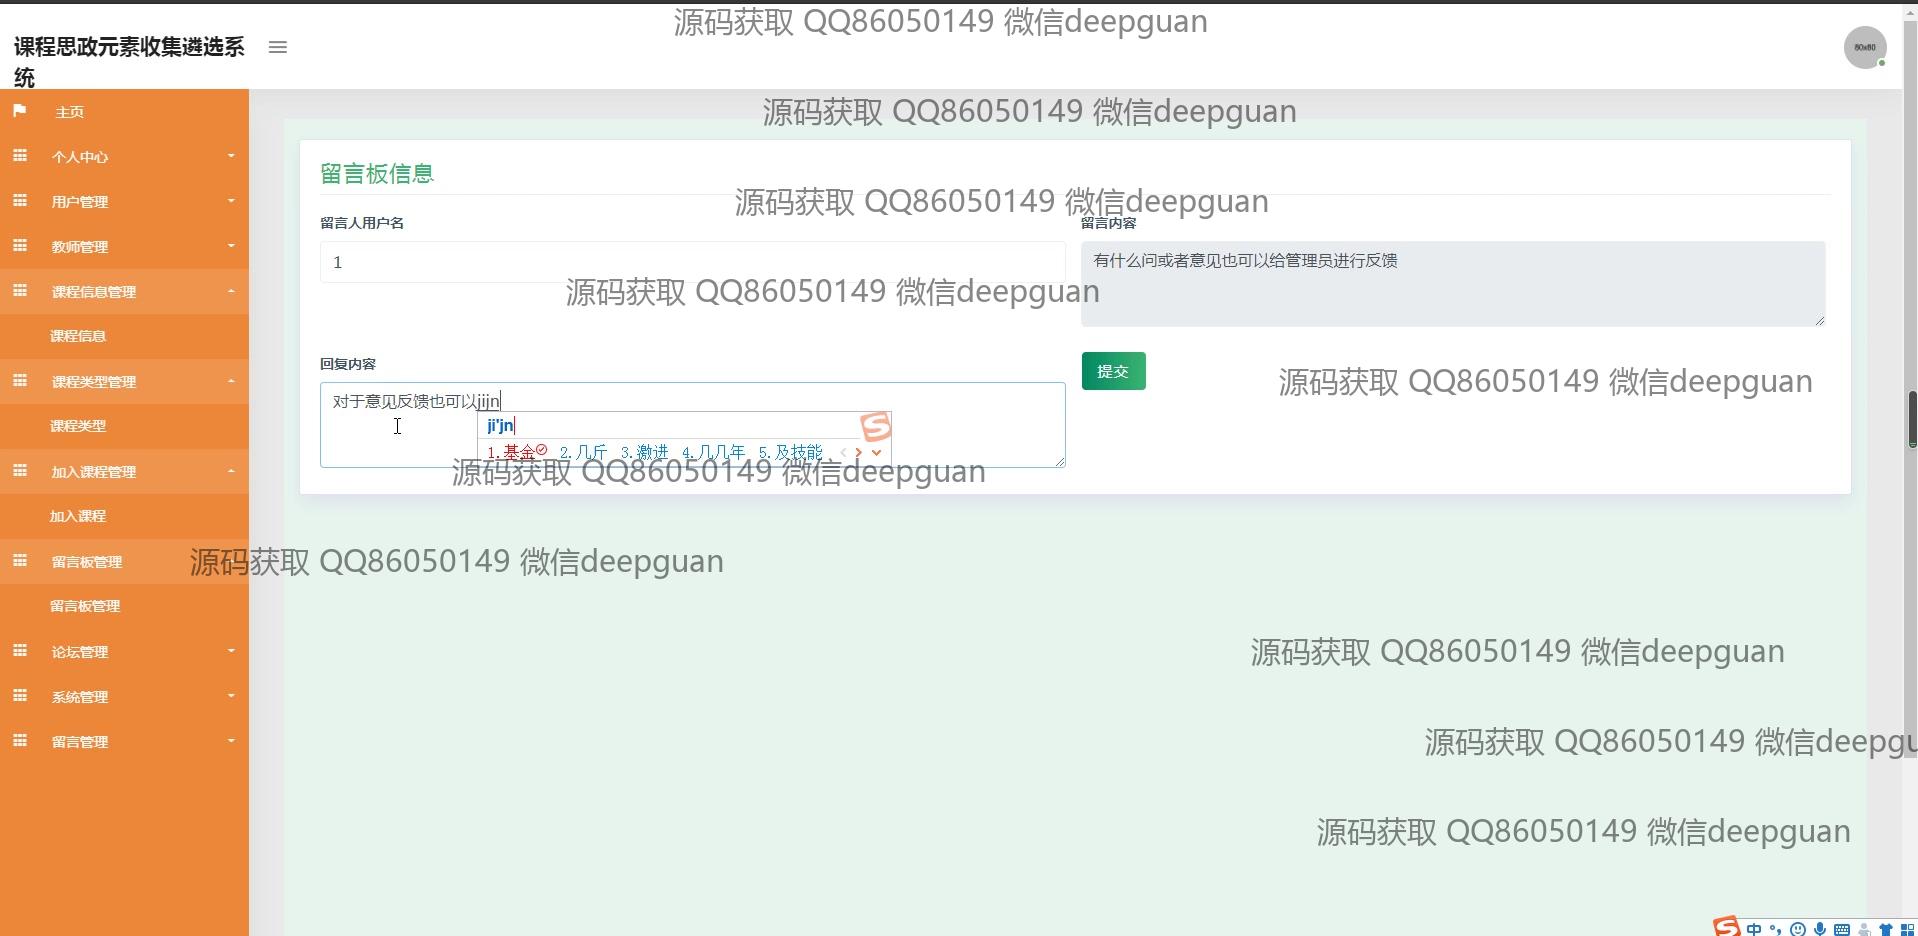 源码获取 QQ86050149 微信deepguan
课程思政元素收集遴选系
统
80x80
主页
源码获取 QQ86050149 微信deepguan
个人中心
留言板信息
用户管理
源码获取 QQ86050149 微信deepguan
留言人用户名
留言内容
教师管理
1
有什么问或者意见也可以给管理员进行反馈
课程信息管理
源码获取 QQ86050149 微信deepguan
课程信息
回复内容
提交
课程类型管理
源码获取 QQ86050149 微信deepguan
对于意见反馈也可以jijn
课程类型
ji'jn
1.基金 2.几斤 3.激进 4.几几年 5.及技能
加入课程管理
源码获取 QQ86050149 微信deepguan
加入课程
留言板管理
源码获取 QQ86050149 微信deepguan
留言板管理
论坛管理
源码获取 QQ86050149 微信deepguan
系统管理
留言管理
源码获取 QQ86050149 微信deepgu
源码获取 QQ86050149 微信deepguan
中